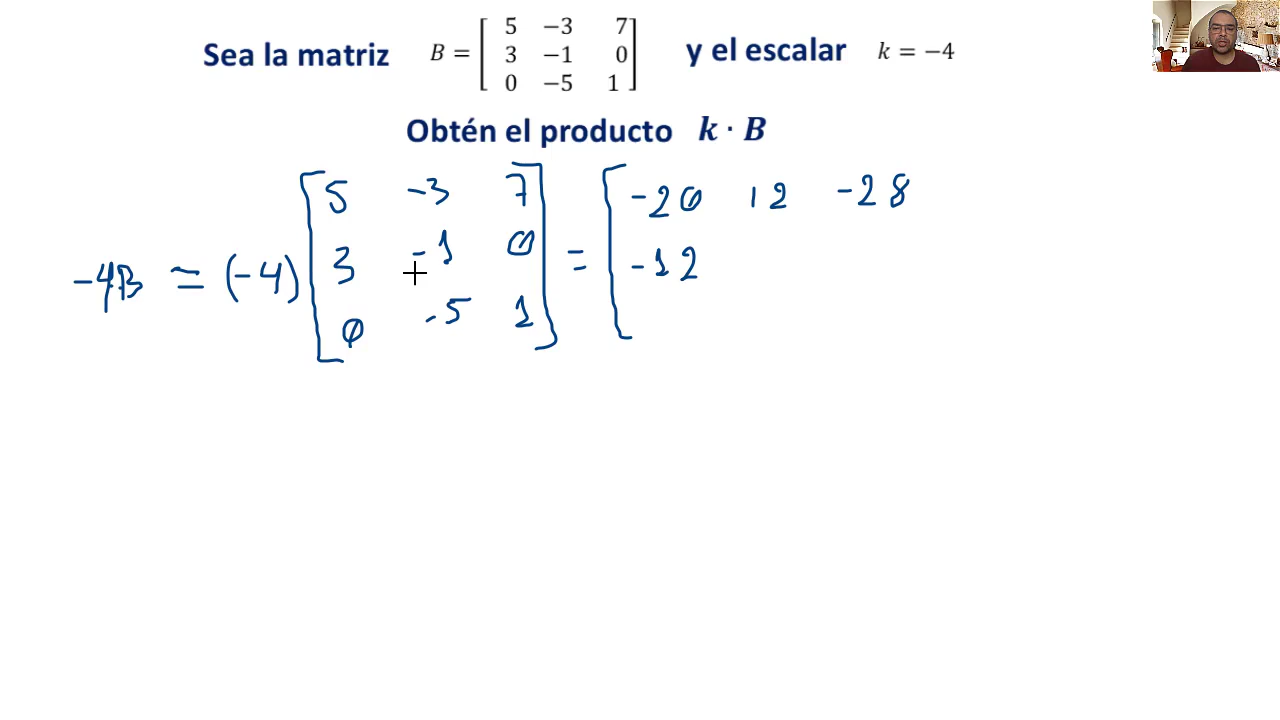 Sea la matriz B = [ 5 −3 7 y el escalar k = −4
3 −1 0
0 −5 1 ]
Obtén el producto k · B
-4B = (-4) [ 5 -3 7 = [ -20 12 -28
3 -1 0 -12
0 -5 1 ]